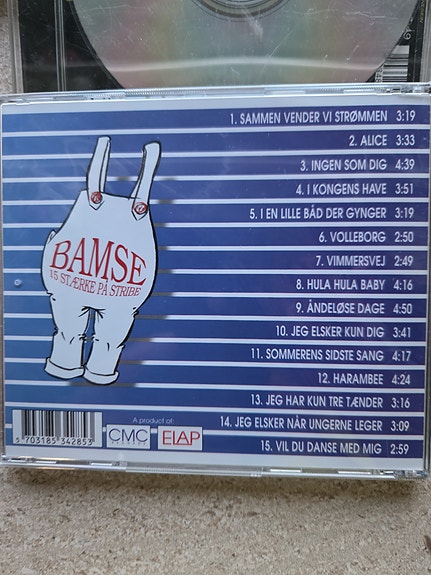 1. SAMMEN VENDER VI STRØMMEN 3:19
2. ALICE 3:33
3. INGEN SOM DIG 4:39
4. I KONGENS HAVE 3:51
5. I EN LILLE BÅD DER GYNGER 3:19
6. VOLLEBORG 2:50
7. VIMMERSVEJ 2:49
8. HULA HULA BABY 4:16
9. ÅNDELØSE DAGE 4:50
10. JEG ELSKER KUN DIG 3:41
11. SOMMERENS SIDSTE SANG 4:17
12. HARAMBEE 4:24
13. JEG HAR KUN TRE TÆNDER 3:16
14. JEG ELSKER NÅR UNGERNE LEGER 3:09
15. VIL DU DANSE MED MIG 2:59
BAMSE
15 STÆRKE PÅ STRIBE
A product of:
CMC
RECORDS
ELAP
5 703185 342853